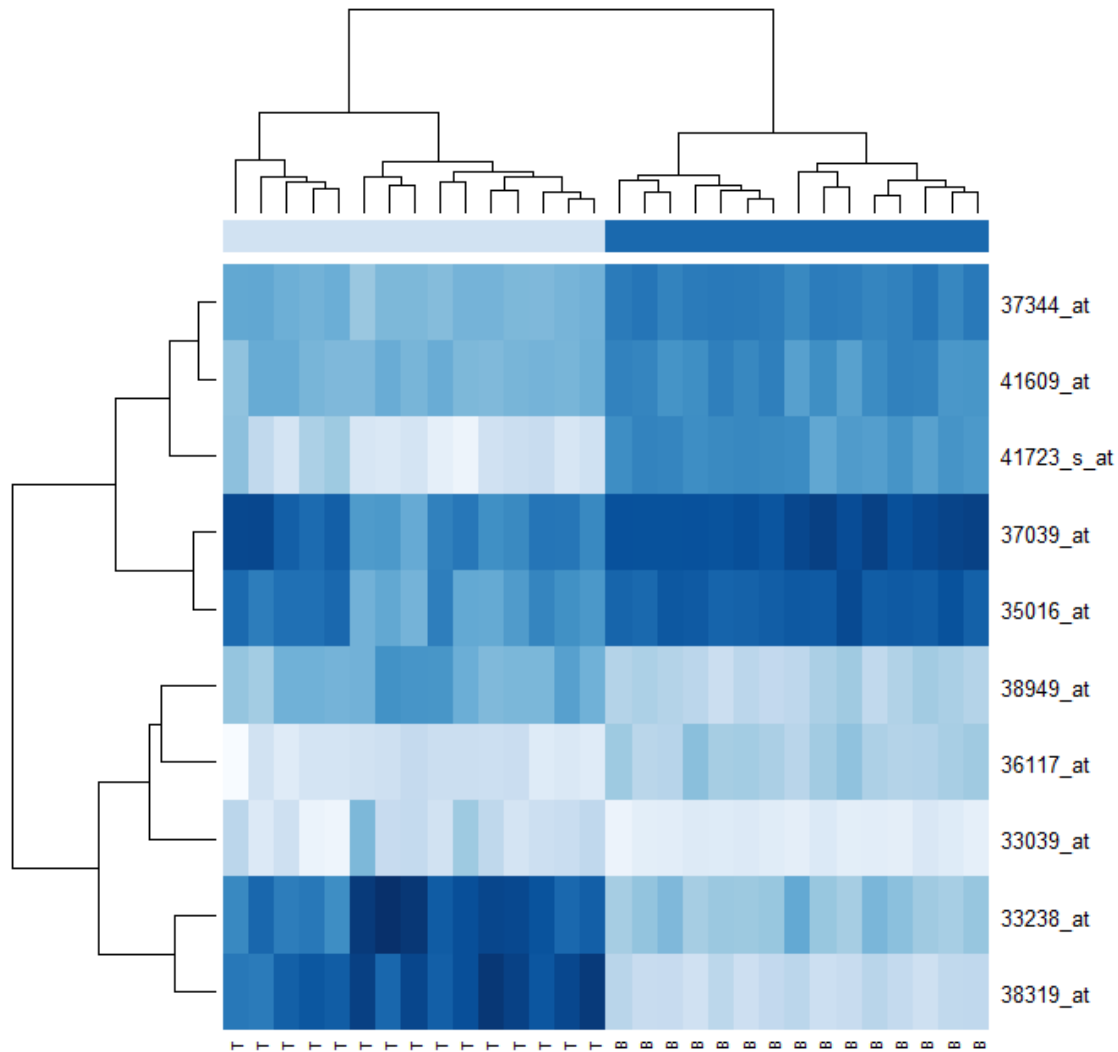 37344_at
41609_at
41723_s_at
37039_at
35016_at
38949_at
36117_at
33039_at
33238_at
38319_at
T T T T T T T T T T T T T T T B B B B B B B B B B B B B B B